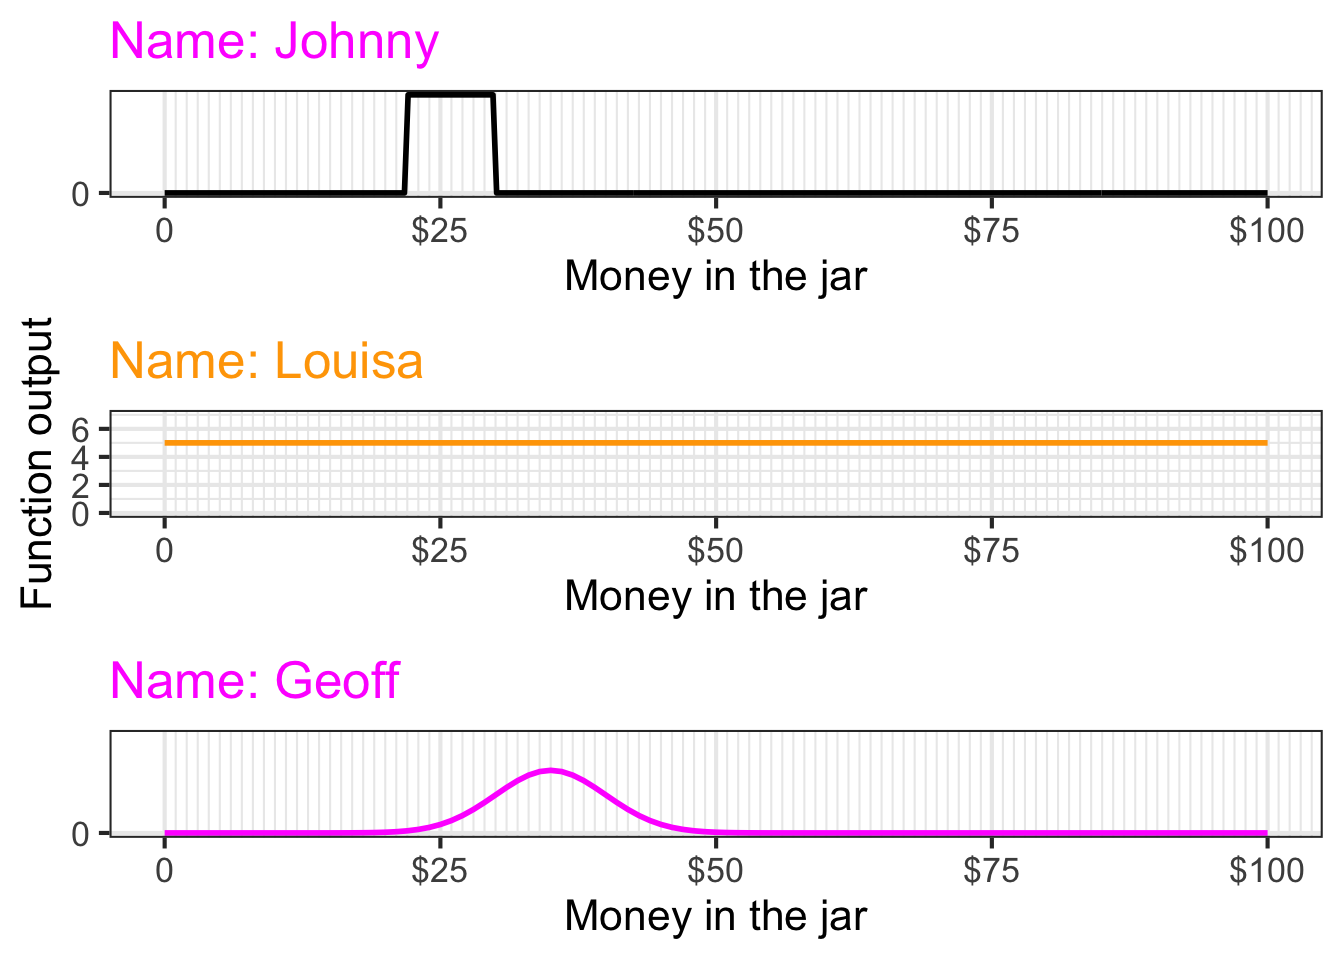 Name: Johnny
0
0 $25 $50 $75 $100
Money in the jar
Function output
Name: Louisa
6
4
2
0
0 $25 $50 $75 $100
Money in the jar
Name: Geoff
0
0 $25 $50 $75 $100
Money in the jar